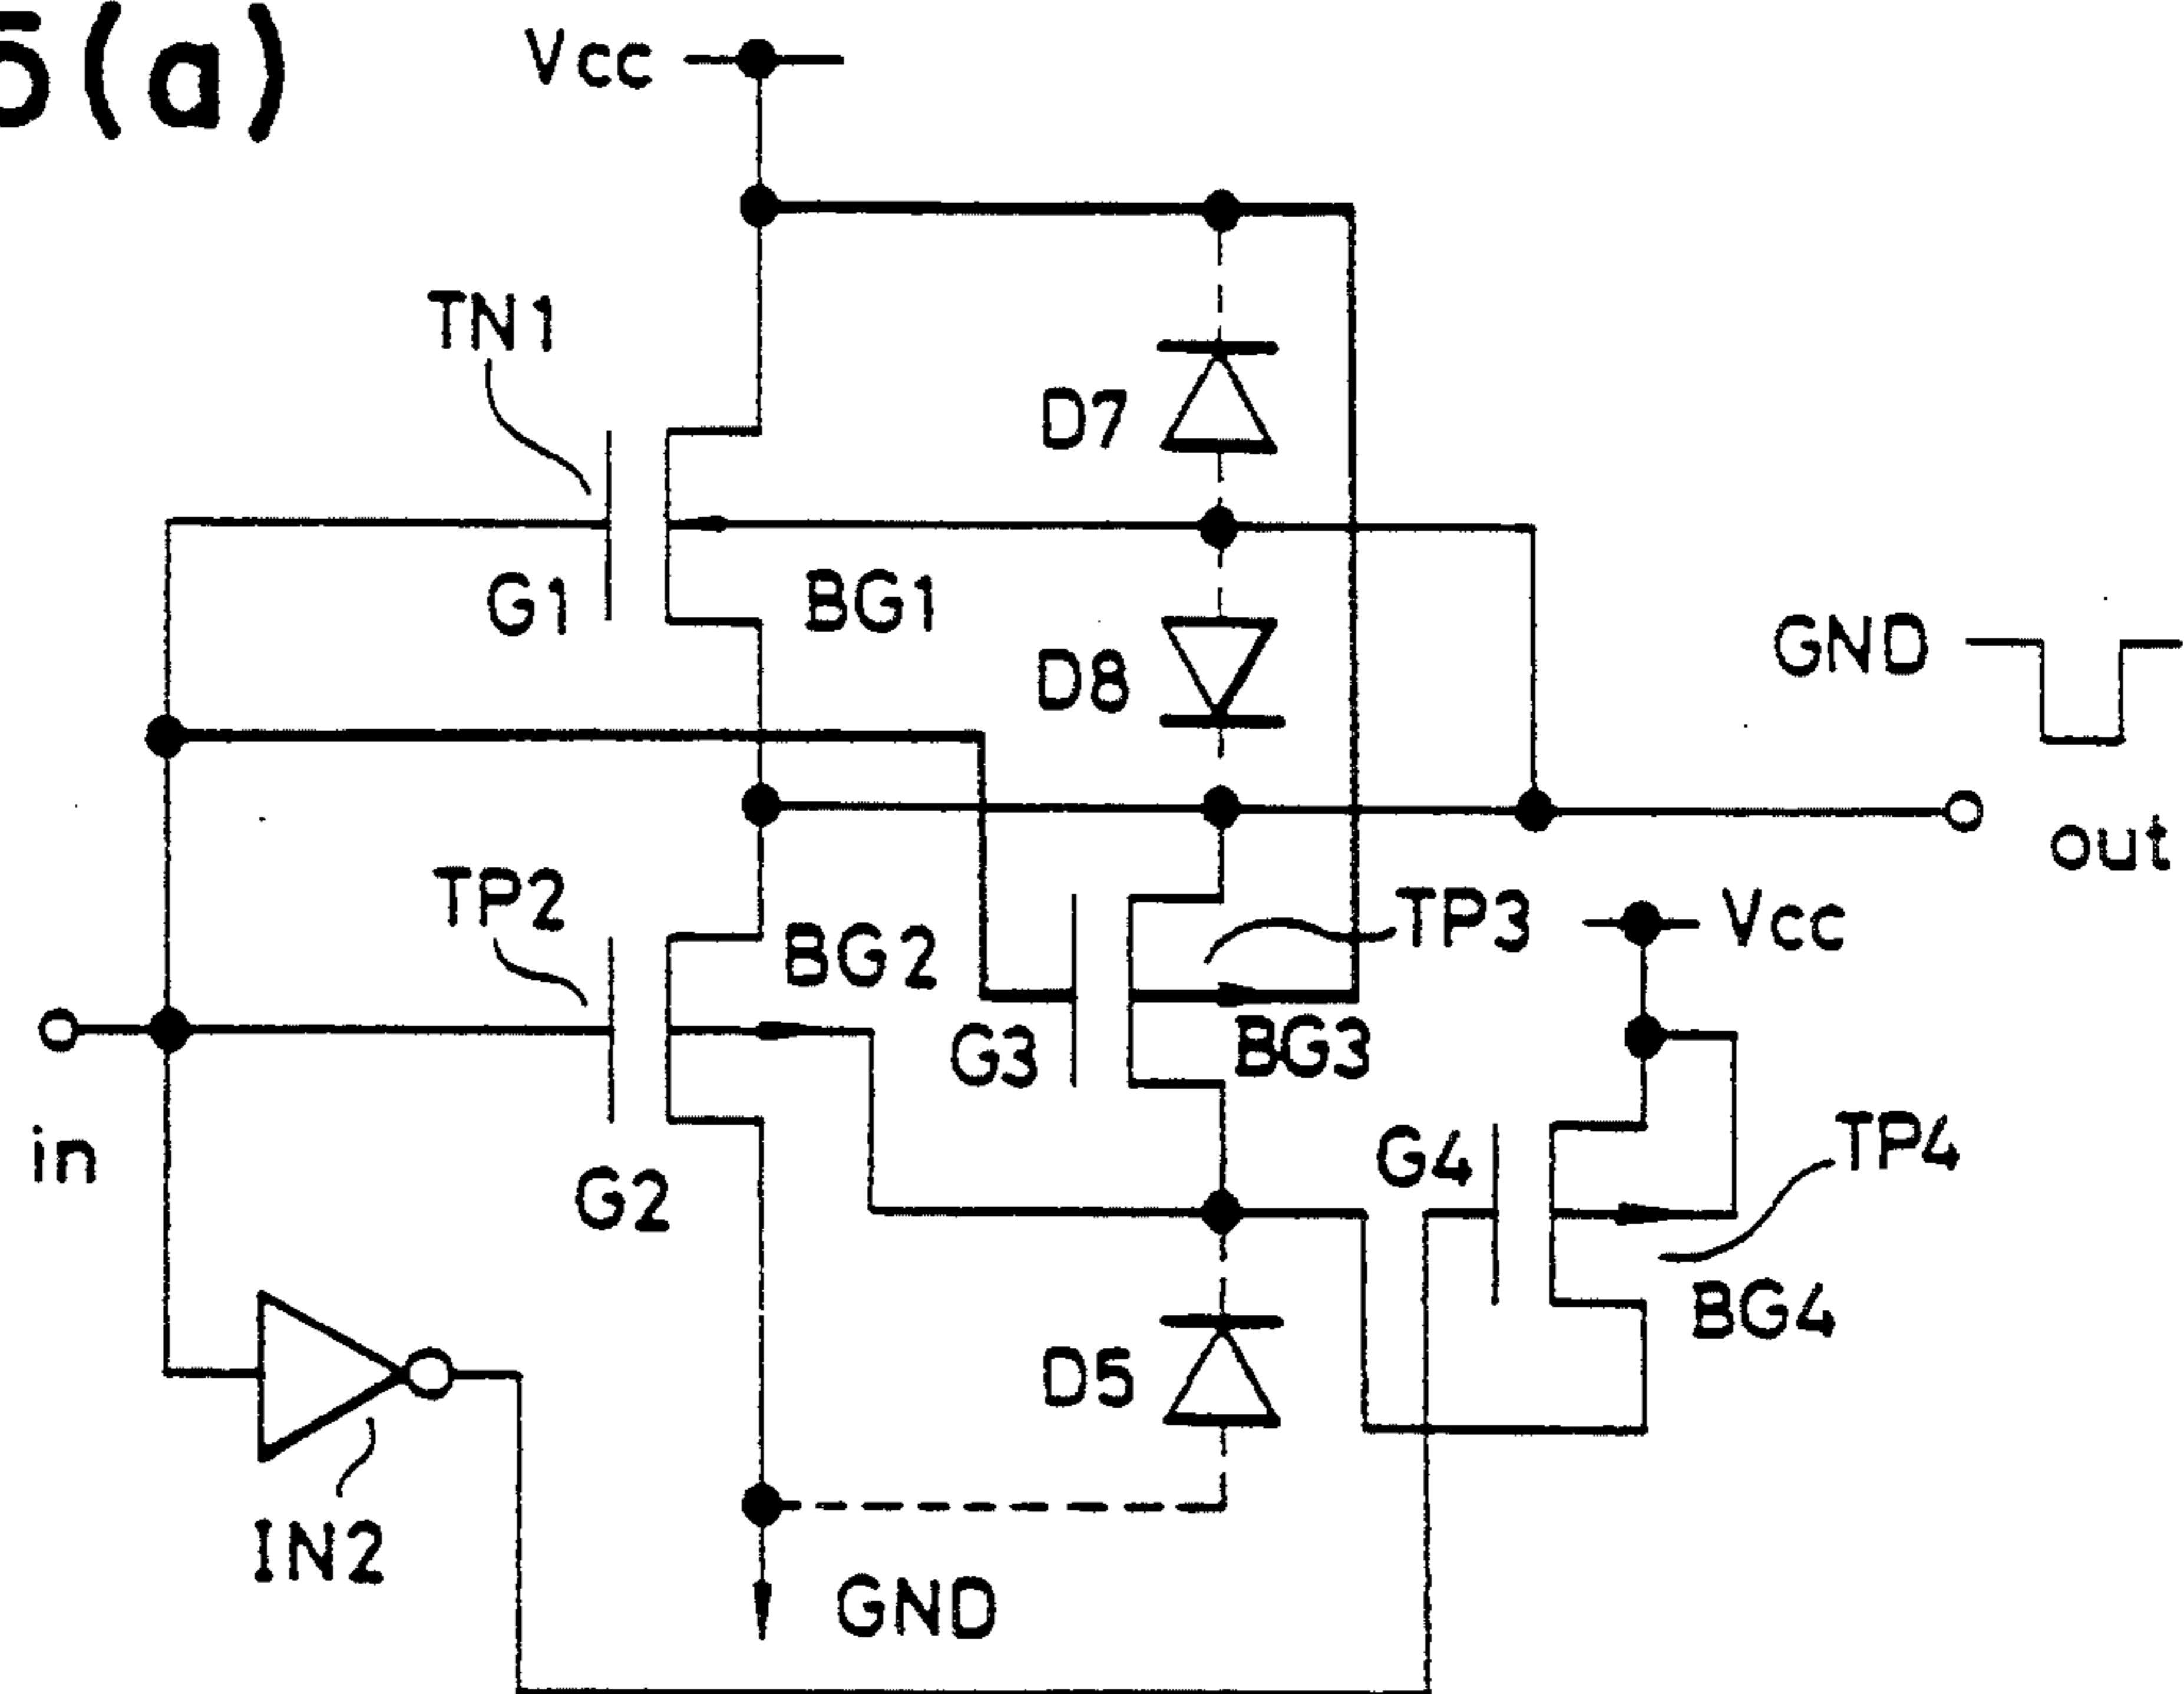 5(a)
Vcc
TN1
D7
G1
BG1
D8
GND
out
TP2
BG2
TP3
Vcc
G3
BG3
in
G2
G4
TP4
BG4
D5
IN2
GND